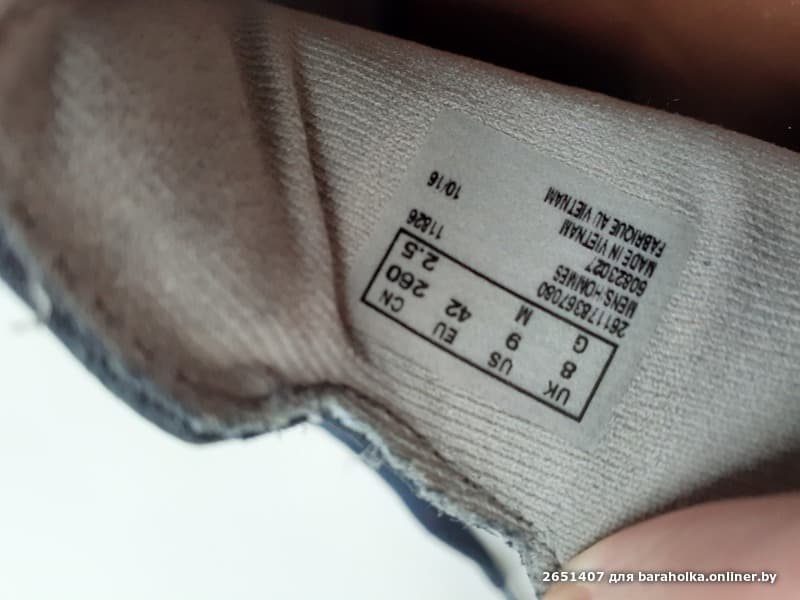 UK US EU CN
8 9 42 260
G M 2.5
261178367080 11826
MENS HOMMES
60823027
MADE IN VIETNAM
FABRIQUE AU VIETNAM 10/16
2651407 для baraholka.onliner.by